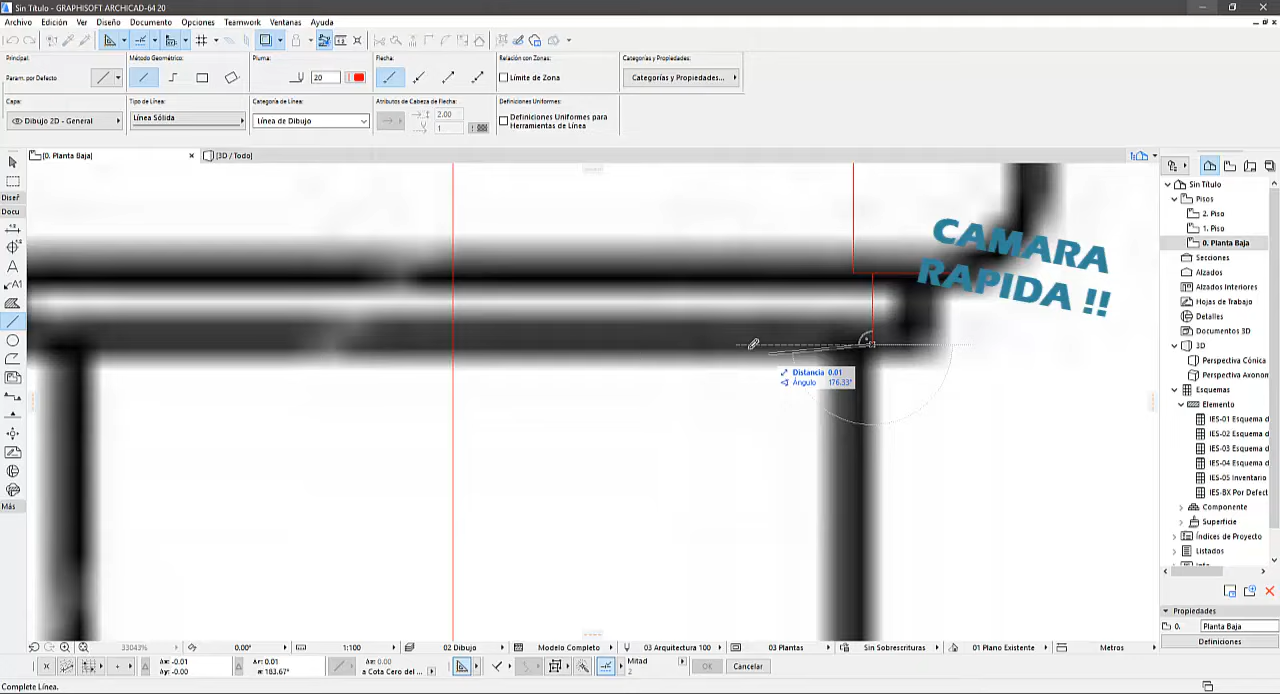 Sin Título - GRAPHISOFT ARCHICAD-64 20
Archivo Edición Ver Diseño Documento Opciones Teamwork Ventanas Ayuda
Principal: Método Geométrico: Pluma: Flecha: Relación con Zonas: Categorías y Propiedades:
Param. por Defecto 20 Límite de Zona Categorías y Propiedades...
Capa: Tipo de Línea: Categoría de Línea: Atributos de Cabeza de Flecha: Definiciones Uniformes:
Dibujo 2D - General Línea Sólida Línea de Dibujo 2.00 1 Definiciones Uniformes para
Herramientas de Línea
[0. Planta Baja] [3D / Todo]
Diseñ
Docu
Más
CAMARA
RAPIDA !!
Distancia 0.01
Ángulo 176.33°
Sin Título
Pisos
2. Piso
1. Piso
0. Planta Baja
Secciones
Alzados
Alzados Interiores
Hojas de Trabajo
Detalles
Documentos 3D
3D
Perspectiva Cónica
Perspectiva Axonom
Esquemas
Elemento
IES-01 Esquema d
IES-02 Esquema d
IES-03 Esquema d
IES-04 Esquema d
IES-05 Inventario
IES-BX Por Defect
Componente
Superficie
Índices de Proyecto
Listados
Propiedades
0. Planta Baja
Definiciones
33043% 0.00° 1:100 02 Dibujo Modelo Completo 03 Arquitectura 100 03 Plantas Sin Sobrescrituras 01 Plano Existente Metros
Δx: -0.01 Δr: 0.01 Δz: 0.00 Mitad
Δy: -0.00 α: 183.67° a Cota Cero del ... 2 OK Cancelar
Complete Línea.